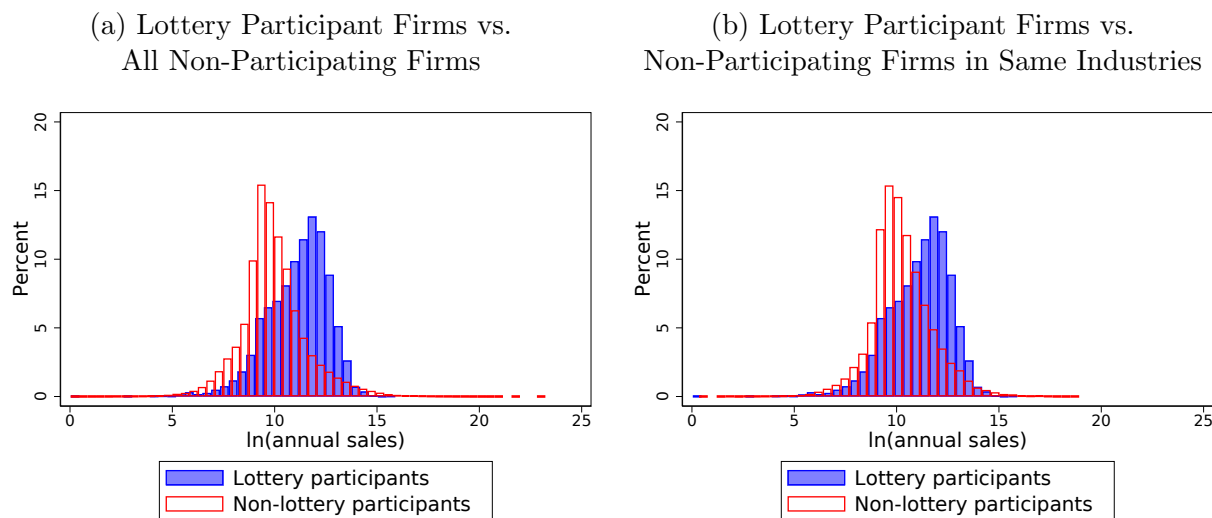 (a) Lottery Participant Firms vs.
All Non-Participating Firms
20
15
10
5
0
Percent
0 5 10 15 20 25
ln(annual sales)
Lottery participants
Non-lottery participants
(b) Lottery Participant Firms vs.
Non-Participating Firms in Same Industries
20
15
10
5
0
Percent
0 5 10 15 20 25
ln(annual sales)
Lottery participants
Non-lottery participants